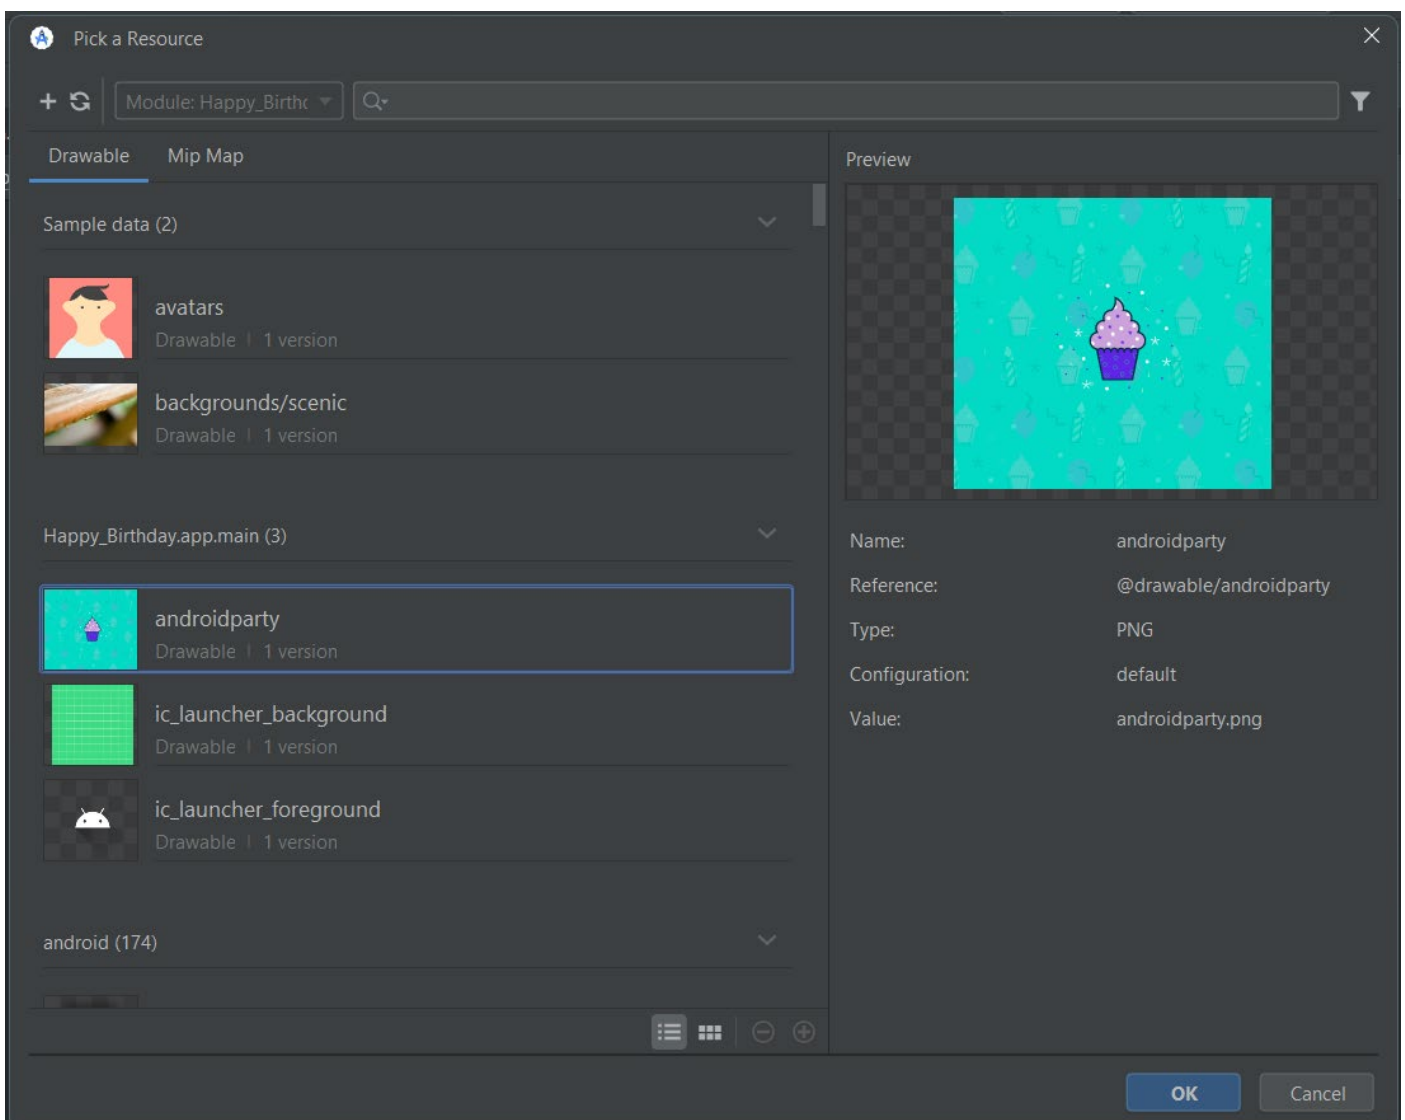 Pick a Resource
Module: Happy_Birthc
Drawable
Mip Map
Sample data (2)
avatars
Drawable | 1 version
backgrounds/scenic
Drawable | 1 version
Happy_Birthday.app.main (3)
androidparty
Drawable | 1 version
ic_launcher_background
Drawable | 1 version
ic_launcher_foreground
Drawable | 1 version
android (174)
Preview
Name: androidparty
Reference: @drawable/androidparty
Type: PNG
Configuration: default
Value: androidparty.png
OK
Cancel